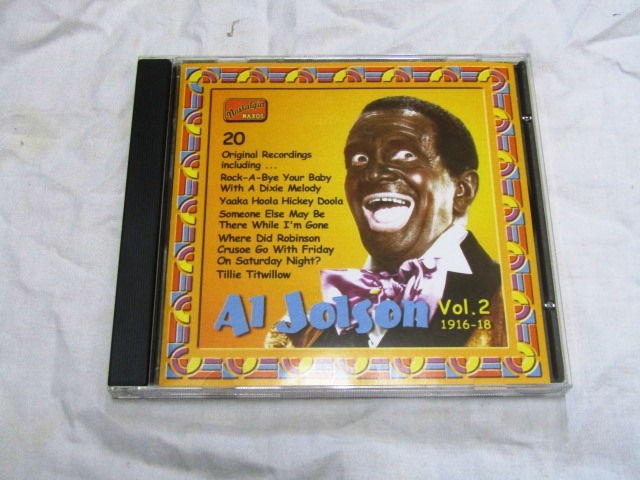 Nostalgia
NAXOS
20
Original Recordings
including ...
Rock-A-Bye Your Baby
With A Dixie Melody
Yaaka Hoola Hickey Doola
Someone Else May Be
There While I'm Gone
Where Did Robinson
Crusoe Go With Friday
On Saturday Night?
Tillie Titwillow
Al Jolson
Vol.2
1916-18